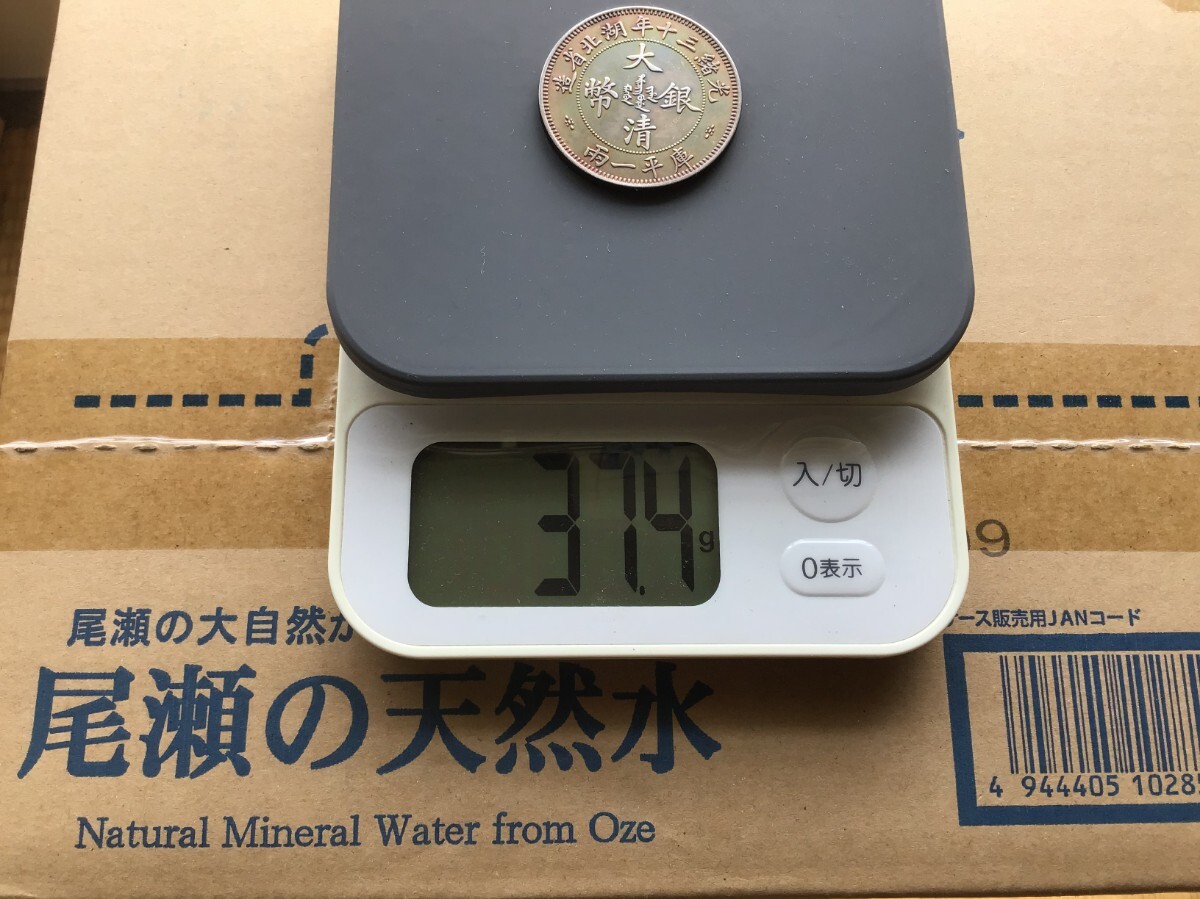 光緒三十年湖北省造
大清
銀幣
庫平一兩
37.4 g
入/切
0表示
g
尾瀬の大自然か
ース販売用JANコード
尾瀬の天然水
4 944405 10285
Natural Mineral Water from Oze